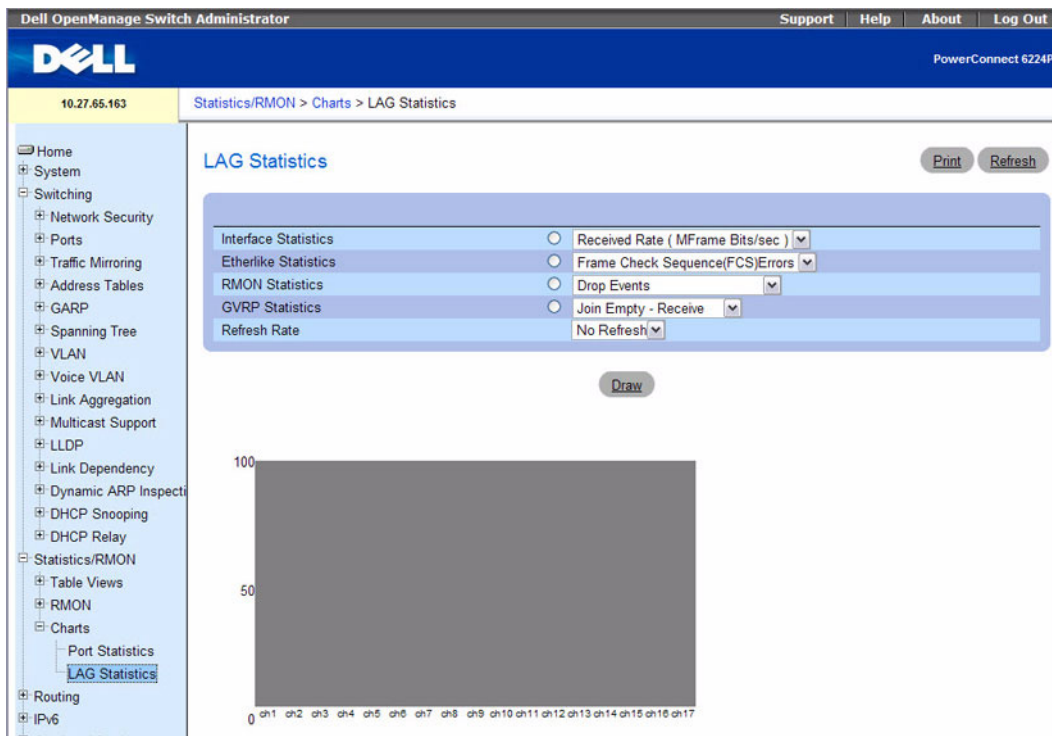 Dell OpenManage Switch Administrator
Support Help About Log Out
DELL
PowerConnect 6224P
10.27.65.163
Statistics/RMON > Charts > LAG Statistics
Home
System
Switching
Network Security
Ports
Traffic Mirroring
Address Tables
GARP
Spanning Tree
VLAN
Voice VLAN
Link Aggregation
Multicast Support
LLDP
Link Dependency
Dynamic ARP Inspecti
DHCP Snooping
DHCP Relay
Statistics/RMON
Table Views
RMON
Charts
Port Statistics
LAG Statistics
Routing
IPv6
LAG Statistics
Print Refresh
Interface Statistics Received Rate ( MFrame Bits/sec )
Etherlike Statistics Frame Check Sequence(FCS)Errors
RMON Statistics Drop Events
GVRP Statistics Join Empty - Receive
Refresh Rate No Refresh
Draw
100
50
0
ch1 ch2 ch3 ch4 ch5 ch6 ch7 ch8 ch9 ch10 ch11 ch12 ch13 ch14 ch15 ch16 ch17